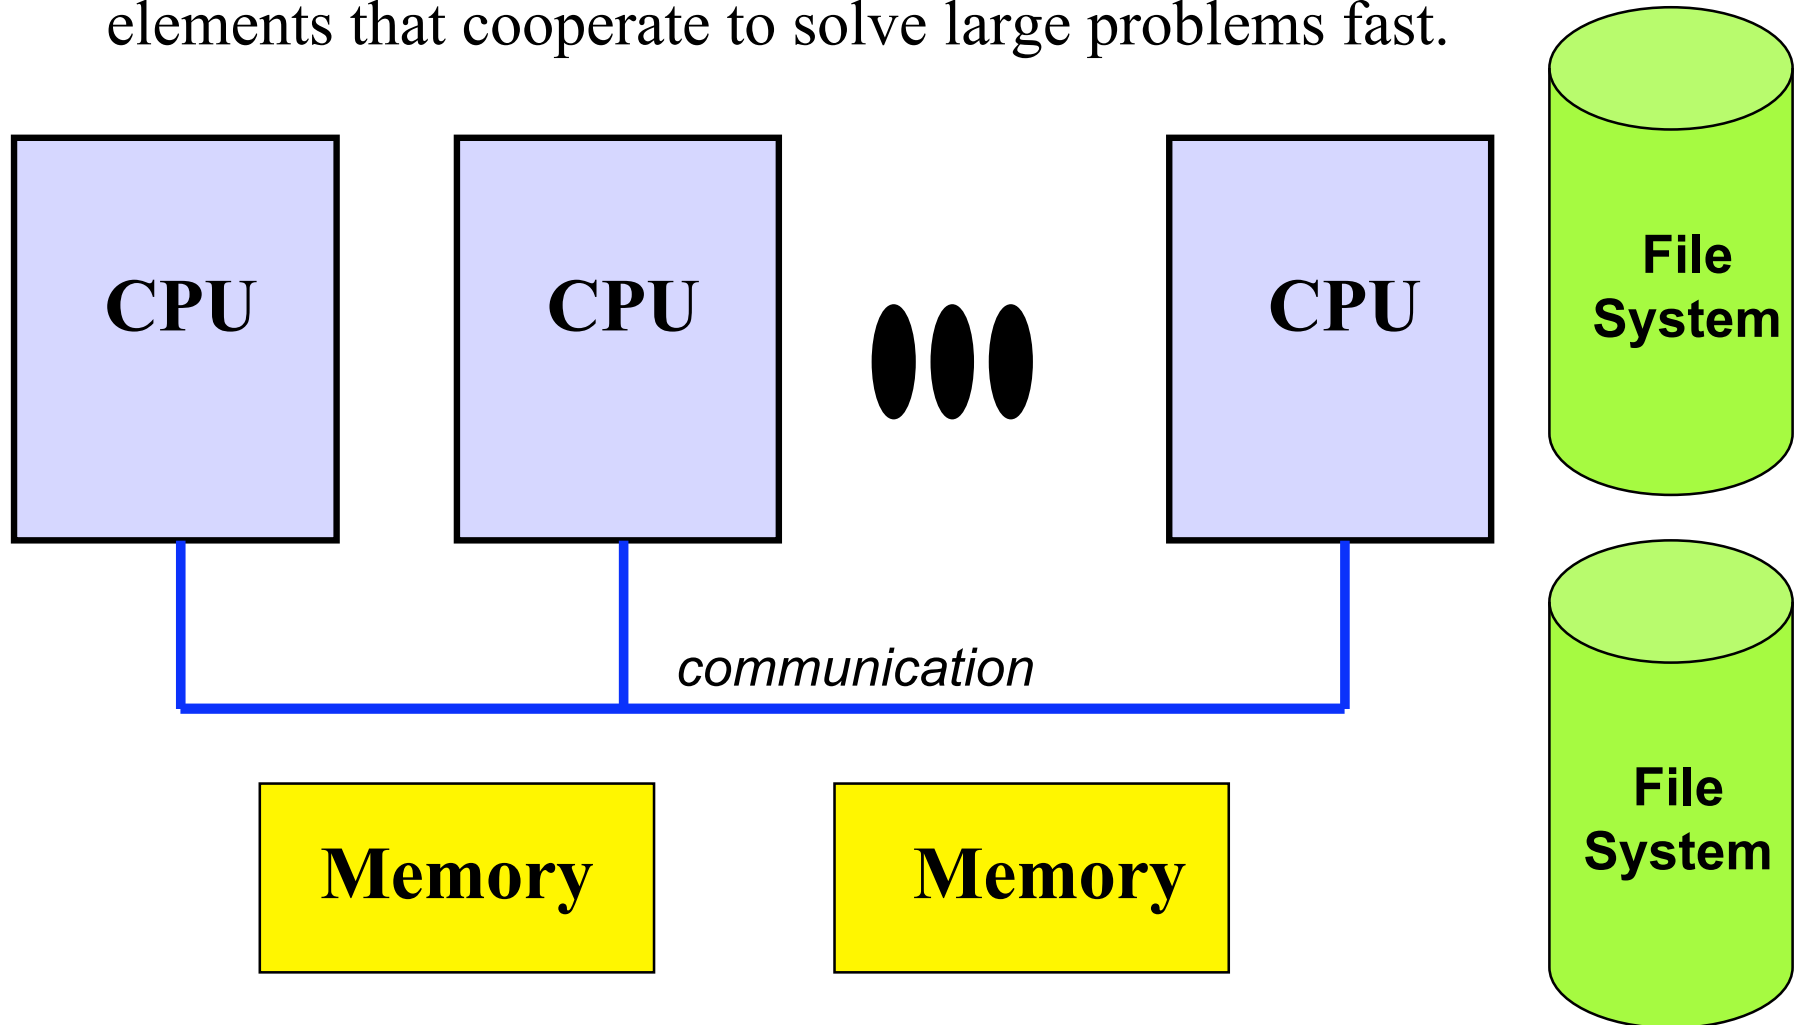 elements that cooperate to solve large problems fast.
CPU
CPU
CPU
File
System
communication
Memory
Memory
File
System